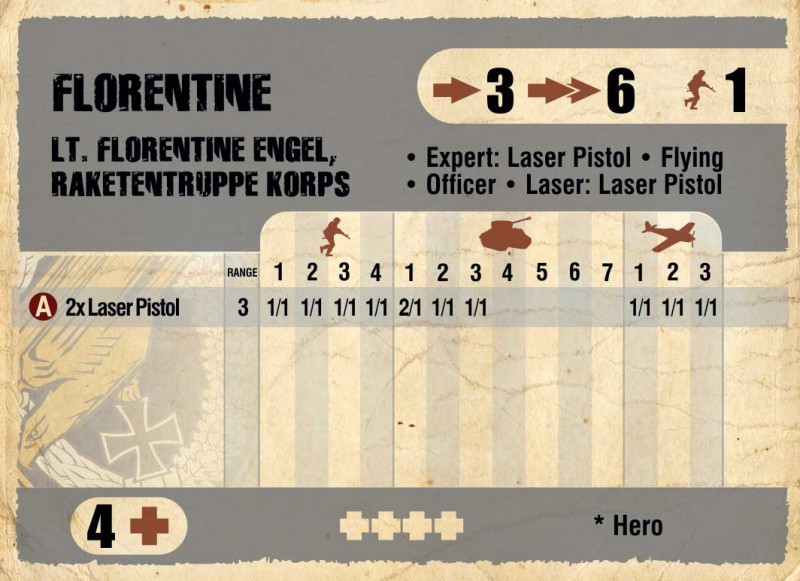 FLORENTINE
3 6 1
LT. FLORENTINE ENGEL,
RAKETENTRUPPE KORPS
• Expert: Laser Pistol • Flying
• Officer • Laser: Laser Pistol
RANGE 1 2 3 4 1 2 3 4 5 6 7 1 2 3
A 2x Laser Pistol 3 1/1 1/1 1/1 1/1 2/1 1/1 1/1 1/1 1/1 1/1
4
* Hero